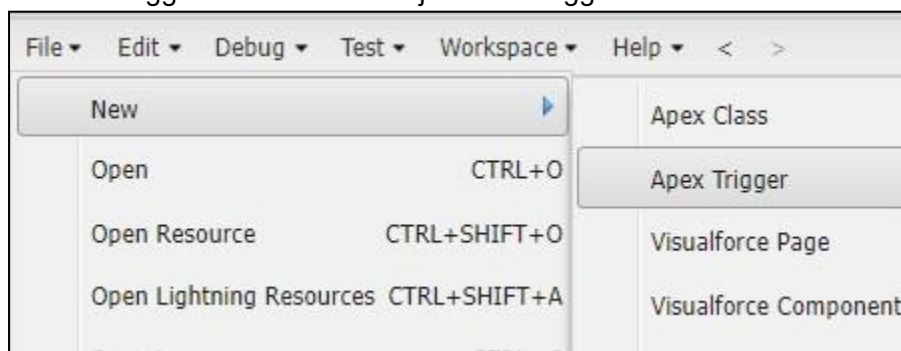 File Edit Debug Test Workspace Help < >
New Apex Class
Open CTRL+O Apex Trigger
Open Resource CTRL+SHIFT+O Visualforce Page
Open Lightning Resources CTRL+SHIFT+A Visualforce Component